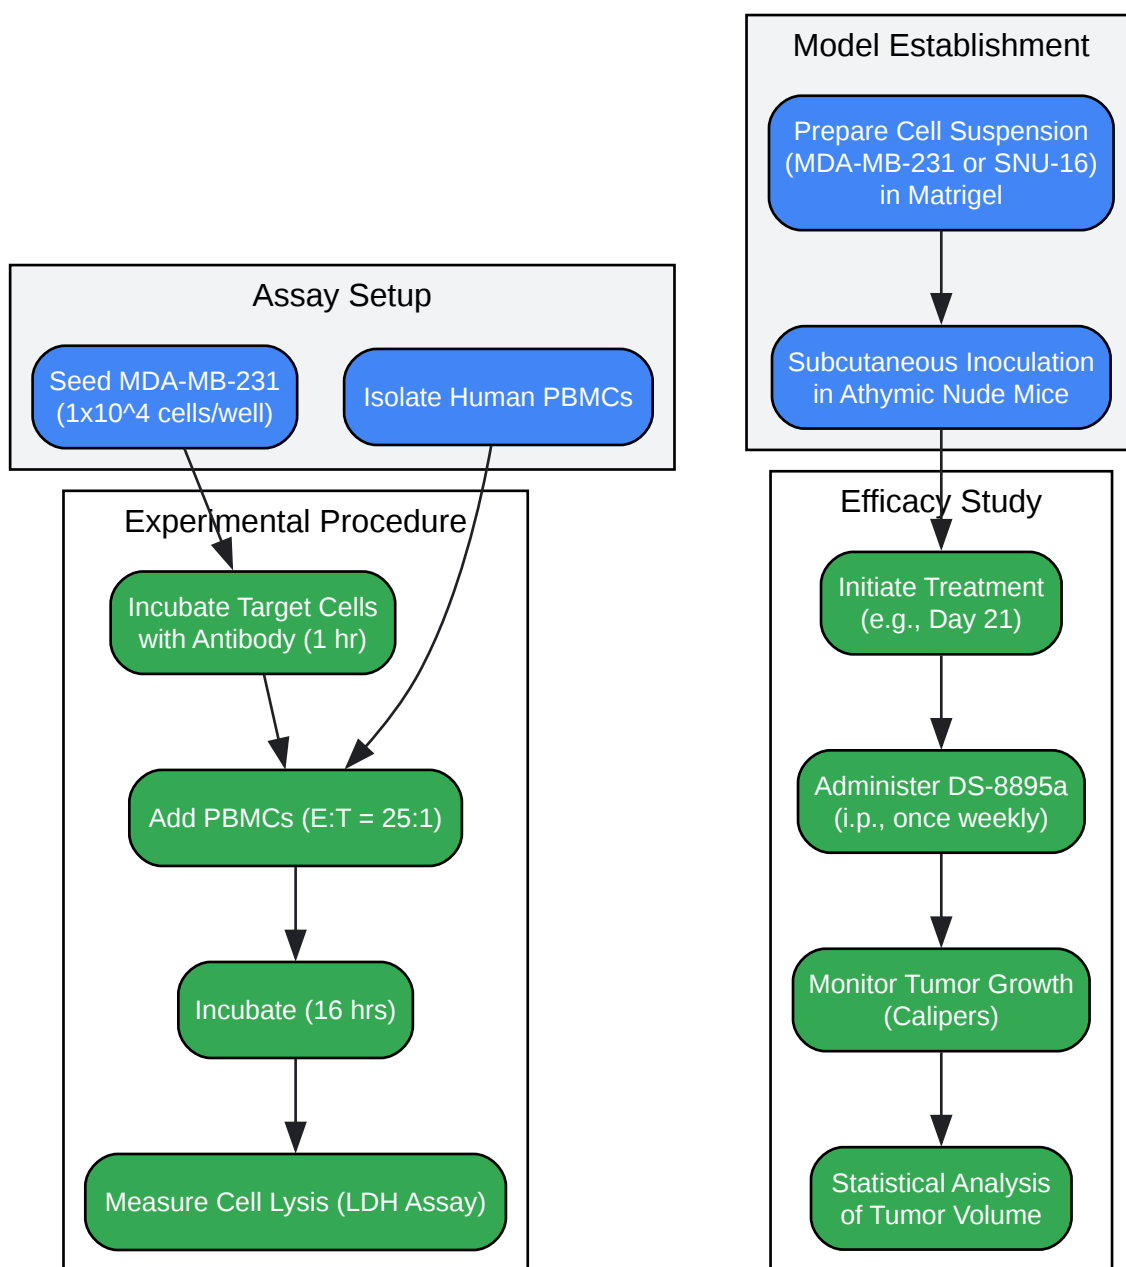 Assay Setup
Seed MDA-MB-231
(1x10^4 cells/well)
Isolate Human PBMCs
Experimental Procedure
Incubate Target Cells
with Antibody (1 hr)
Add PBMCs (E:T = 25:1)
Incubate (16 hrs)
Measure Cell Lysis (LDH Assay)
Model Establishment
Prepare Cell Suspension
(MDA-MB-231 or SNU-16)
in Matrigel
Subcutaneous Inoculation
in Athymic Nude Mice
Efficacy Study
Initiate Treatment
(e.g., Day 21)
Administer DS-8895a
(i.p., once weekly)
Monitor Tumor Growth
(Calipers)
Statistical Analysis
of Tumor Volume